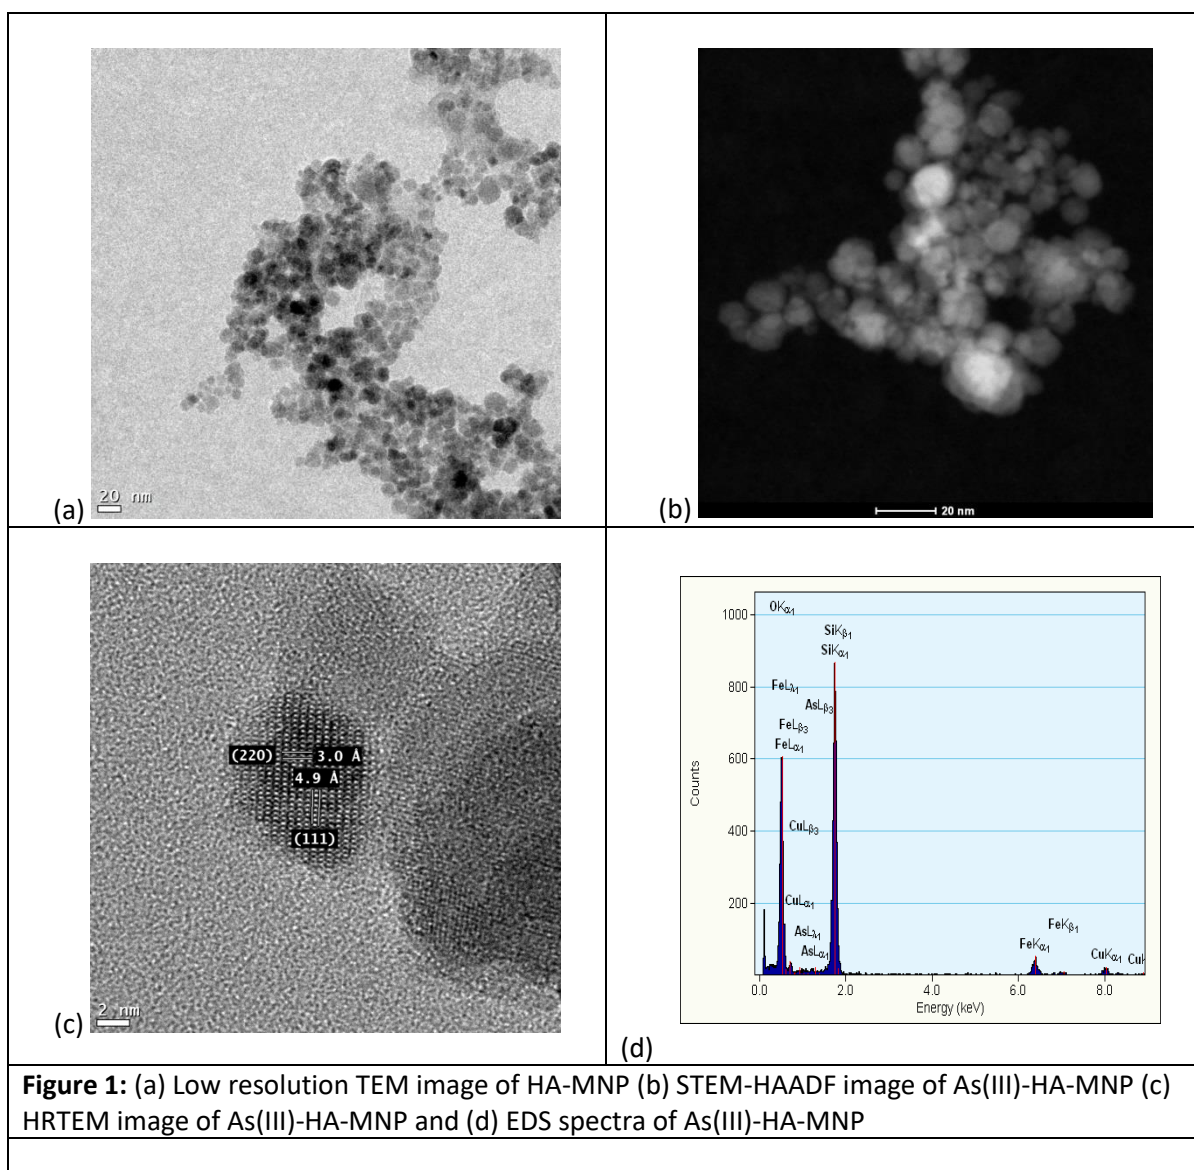 20 nm
(a)
20 nm
(b)
(220)
3.0 Å
4.9 Å
(111)
2 nm
(c)
OKα1
1000
SiKβ1
SiKα1
FeLλ1
800
AsLβ3
FeLβ3
FeLα1
600
Counts
CuLβ3
400
CuLα1
200
AsLλ1
AsLα1
FeKβ1
FeKα1
CuKα1
CuK
0.0 2.0 4.0 6.0 8.0
Energy (keV)
(d)
Figure 1: (a) Low resolution TEM image of HA-MNP (b) STEM-HAADF image of As(III)-HA-MNP (c)
HRTEM image of As(III)-HA-MNP and (d) EDS spectra of As(III)-HA-MNP